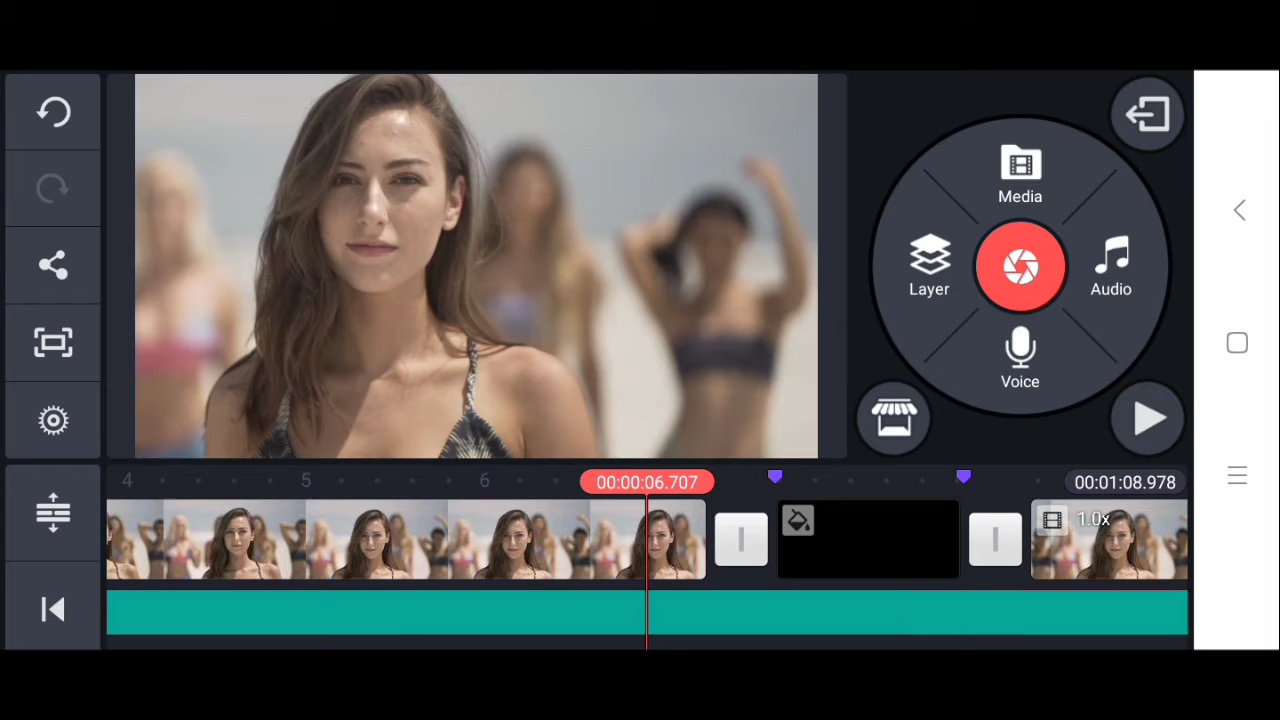 Media
Layer
Audio
Voice
4
5
6
00:00:06.707
00:01:08.978
1.0x